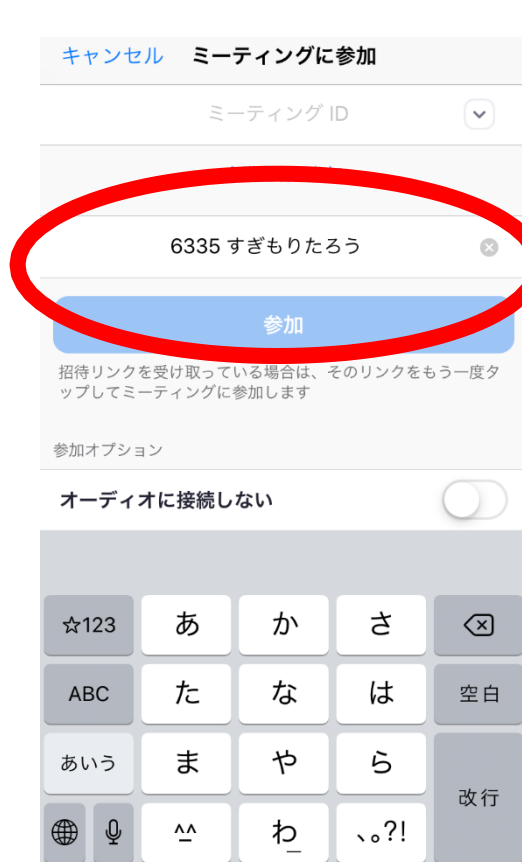 キャンセル ミーティングに参加
ミーティング ID
6335 すぎもりたろう
参加
招待リンクを受け取っている場合は、そのリンクをもう一度タ
ップしてミーティングに参加します
参加オプション
オーディオに接続しない
☆123 あ か さ
ABC た な は 空白
あいう ま や ら
改行
^^ わ 、。?!